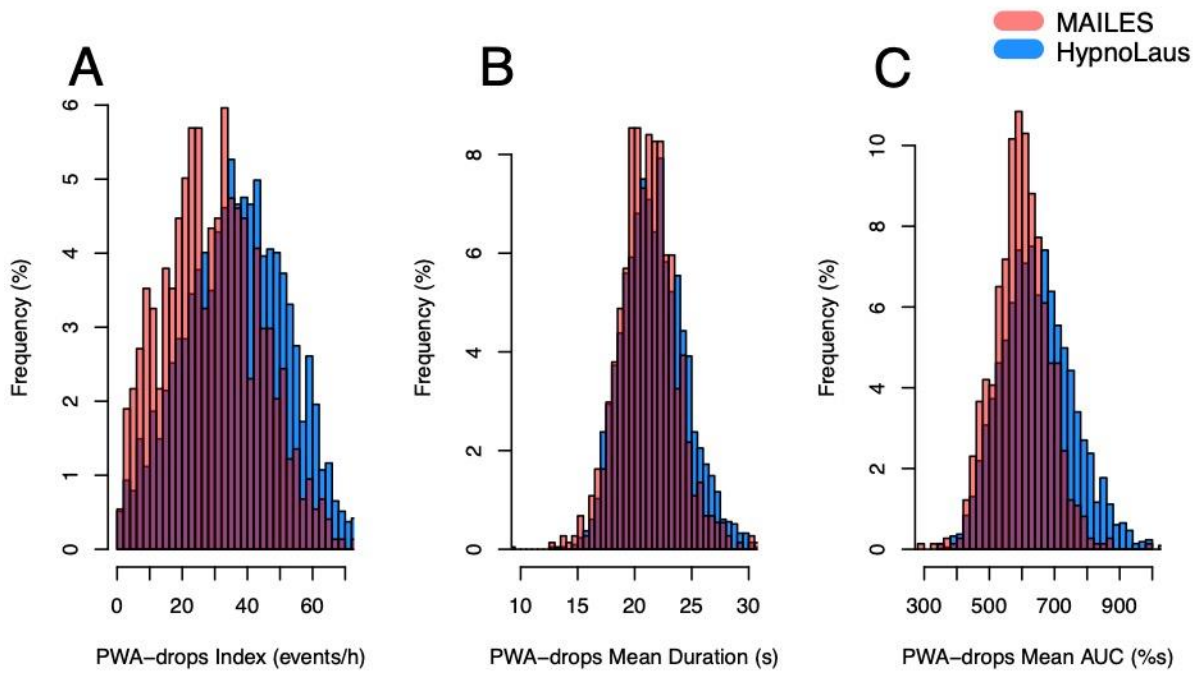 MAILES
HypnoLaus
A
B
C
Frequency (%)
0
1
2
3
4
5
6
0
20
40
60
PWA–drops Index (events/h)
Frequency (%)
0
2
4
6
8
10
15
20
25
30
PWA–drops Mean Duration (s)
Frequency (%)
0
2
4
6
8
10
300
500
700
900
PWA–drops Mean AUC (%s)